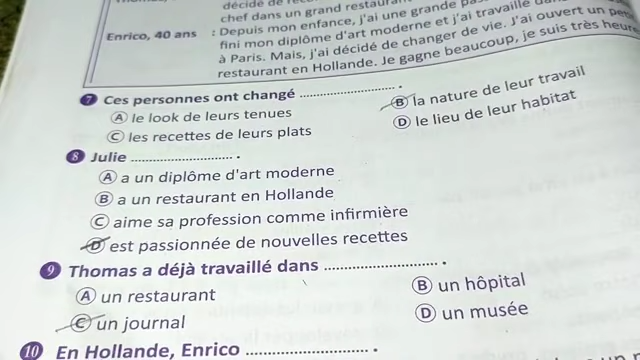 chef dans un grand
Enrico, 40 ans : Depuis mon enfance, j'ai une grande
fini mon diplôme d'art moderne et j'ai travaillé
à Paris. Mais, j'ai décidé de changer de vie. J'ai ouvert un
restaurant en Hollande. Je gagne beaucoup, je suis très
7 Ces personnes ont changé .......................... .
A le look de leurs tenues
B la nature de leur travail
C les recettes de leurs plats
D le lieu de leur habitat
8 Julie .......................... .
A a un diplôme d'art moderne
B a un restaurant en Hollande
C aime sa profession comme infirmière
D est passionnée de nouvelles recettes
9 Thomas a déjà travaillé dans .......................... .
A un restaurant
B un hôpital
C un journal
D un musée
10 En Hollande, Enrico .......................... .